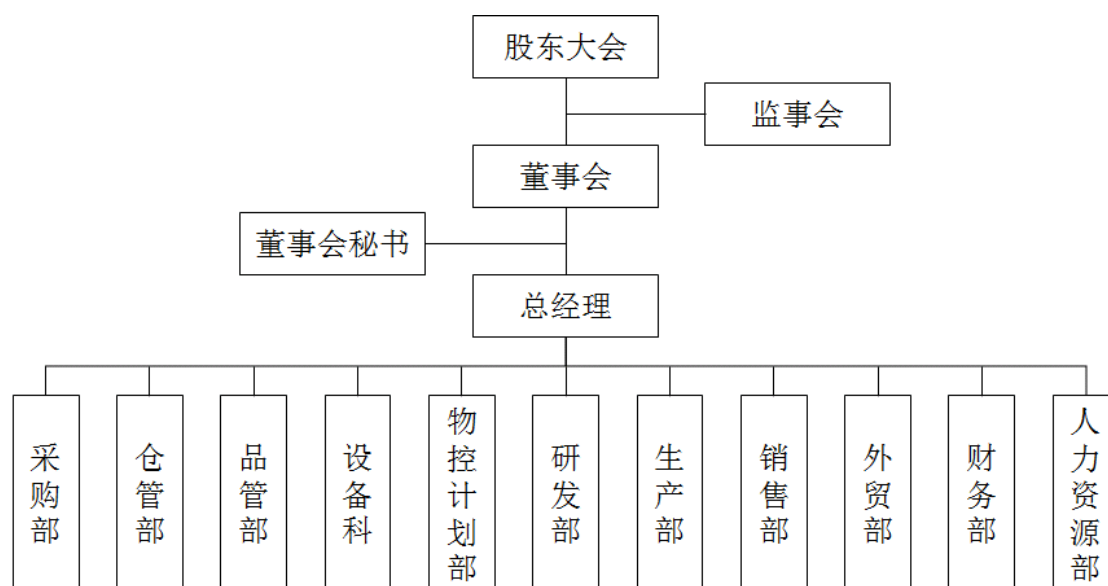 股东大会
监事会
董事会
董事会秘书
总经理
采购部
仓管部
品管部
设备科
物控计划部
研发部
生产部
销售部
外贸部
财务部
人力资源部